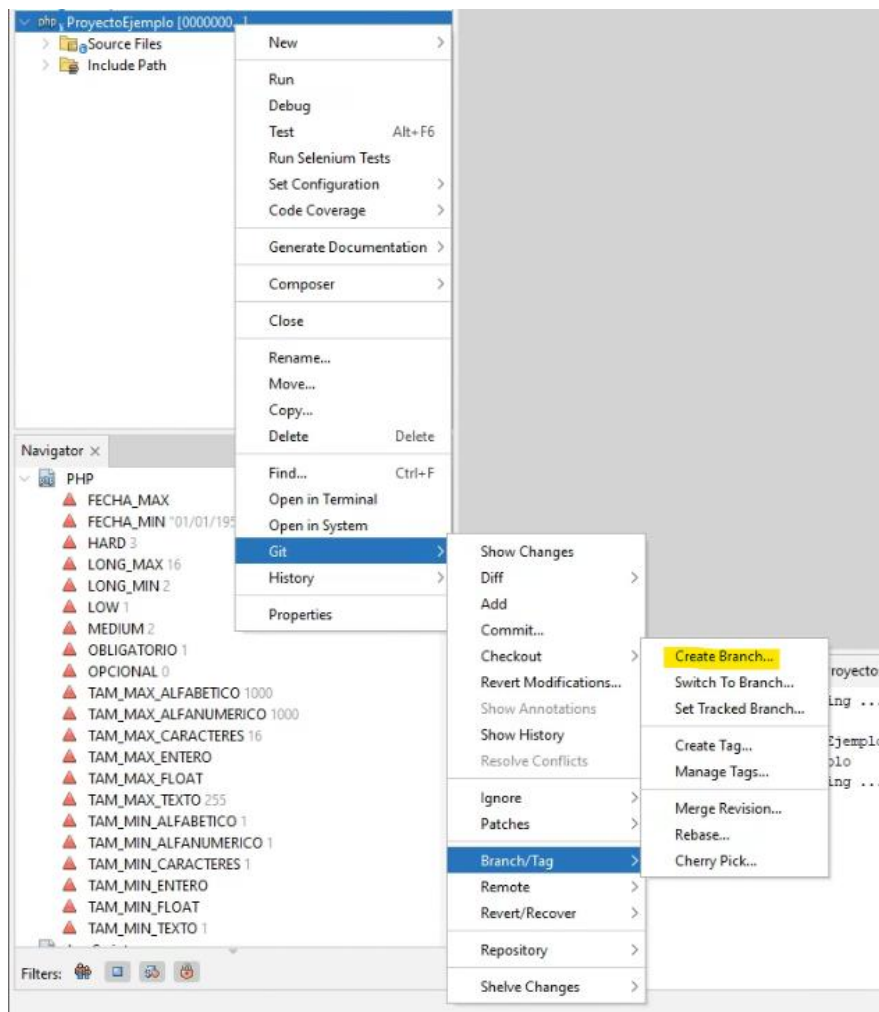 ProyectoEjemplo [0000000...]
Source Files
Include Path
New
Run
Debug
Test Alt+F6
Run Selenium Tests
Set Configuration
Code Coverage
Generate Documentation
Composer
Close
Rename...
Move...
Copy...
Delete Delete
Find... Ctrl+F
Open in Terminal
Open in System
Git
History
Properties
Show Changes
Diff
Add
Commit...
Checkout
Revert Modifications...
Show Annotations
Show History
Resolve Conflicts
Ignore
Patches
Branch/Tag
Remote
Revert/Recover
Repository
Shelve Changes
Create Branch...
Switch To Branch...
Set Tracked Branch...
Create Tag...
Manage Tags...
Merge Revision...
Rebase...
Cherry Pick...
royecto
ing ...
Ejemplo
plo
ing ...
Navigator
PHP
FECHA_MAX
FECHA_MIN "01/01/195
HARD 3
LONG_MAX 16
LONG_MIN 2
LOW 1
MEDIUM 2
OBLIGATORIO 1
OPCIONAL 0
TAM_MAX_ALFABETICO 1000
TAM_MAX_ALFANUMERICO 1000
TAM_MAX_CARACTERES 16
TAM_MAX_ENTERO
TAM_MAX_FLOAT
TAM_MAX_TEXTO 255
TAM_MIN_ALFABETICO 1
TAM_MIN_ALFANUMERICO 1
TAM_MIN_CARACTERES 1
TAM_MIN_ENTERO
TAM_MIN_FLOAT
TAM_MIN_TEXTO 1
Filters: